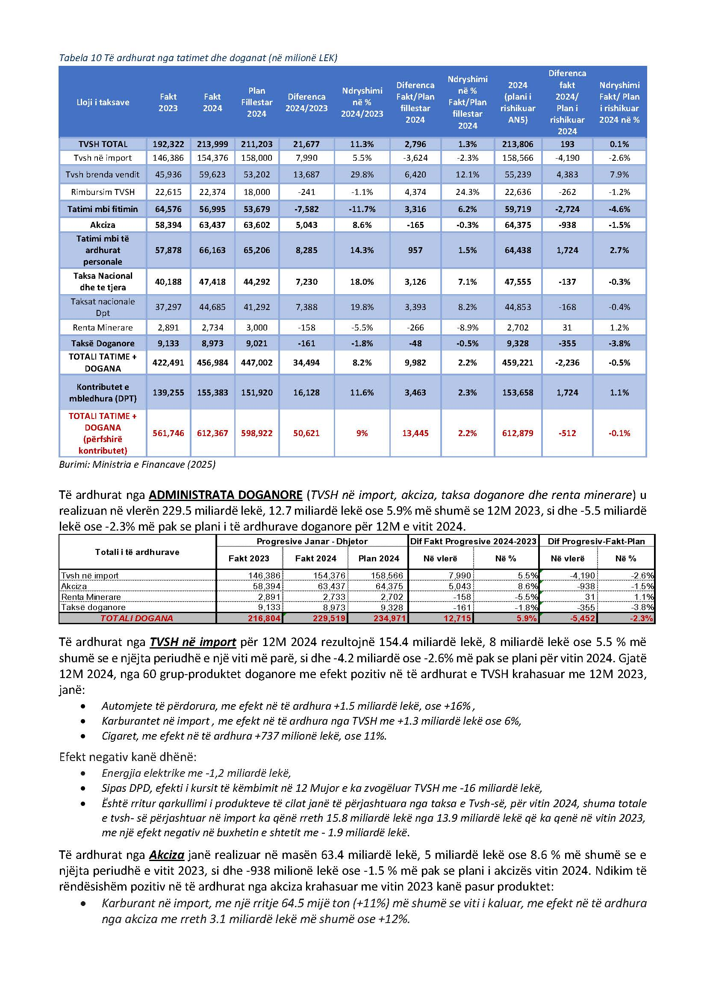 Tabela 10 Të ardhurat nga tatimet dhe doganat (në milionë LEK)
Lloji i taksave	Fakt 2023	Fakt 2024	Plan Fillestar 2024	Diferenca 2024/2023	Ndryshimi në % 2024/2023	Diferenca Fakt/Plan fillestar 2024	Ndryshimi në % Fakt/Plan fillestar 2024	2024 (plani i rishikuar AN5)	Diferenca fakt 2024/ Plan i rishikuar 2024	Ndryshimi Fakt/ Plan i rishikuar 2024 në %
TVSH TOTAL	192,322	213,999	211,203	21,677	11.3%	2,796	1.3%	213,806	193	0.1%
Tvsh në import	146,386	154,376	158,000	7,990	5.5%	-3,624	-2.3%	158,566	-4,190	-2.6%
Tvsh brenda vendit	45,936	59,623	53,202	13,687	29.8%	6,420	12.1%	55,239	4,383	7.9%
Rimbursim TVSH	22,615	22,374	18,000	-241	-1.1%	4,374	24.3%	22,636	-262	-1.2%
Tatimi mbi fitimin	64,576	56,995	53,679	-7,582	-11.7%	3,316	6.2%	59,719	-2,724	-4.6%
Akciza	58,394	63,437	63,602	5,043	8.6%	-165	-0.3%	64,375	-938	-1.5%
Tatimi mbi të ardhurat personale	57,878	66,163	65,206	8,285	14.3%	957	1.5%	64,438	1,724	2.7%
Taksa Nacional dhe te tjera	40,188	47,418	44,292	7,230	18.0%	3,126	7.1%	47,555	-137	-0.3%
Taksat nacionale Dpt	37,297	44,685	41,292	7,388	19.8%	3,393	8.2%	44,853	-168	-0.4%
Renta Minerare	2,891	2,734	3,000	-158	-5.5%	-266	-8.9%	2,702	31	1.2%
Taksë Doganore	9,133	8,973	9,021	-161	-1.8%	-48	-0.5%	9,328	-355	-3.8%
TOTALI TATIME + DOGANA	422,491	456,984	447,002	34,494	8.2%	9,982	2.2%	459,221	-2,236	-0.5%
Kontributet e mbledhura (DPT)	139,255	155,383	151,920	16,128	11.6%	3,463	2.3%	153,658	1,724	1.1%
TOTALI TATIME + DOGANA (përfshirë kontributet)	561,746	612,367	598,922	50,621	9%	13,445	2.2%	612,879	-512	-0.1%
Burimi: Ministria e Financave (2025)
Të ardhurat nga ADMINISTRATA DOGANORE (TVSH në import, akciza, taksa doganore dhe renta minerare) u
realizuan në vlerën 229.5 miliardë lekë, 12.7 miliardë lekë ose 5.9% më shumë se 12M 2023, si dhe -5.5 miliardë
lekë ose -2.3% më pak se plani i të ardhurave doganore për 12M e vitit 2024.
Totali i të ardhurave	Progresive Janar - Dhjetor	Dif Fakt Progresive 2024-2023	Dif Progresiv-Fakt-Plan
Fakt 2023	Fakt 2024	Plan 2024	Në vlerë	Në %	Në vlerë	Në %
Tvsh në import	146,386	154,376	158,566	7,990	5.5%	-4,190	-2.6%
Akciza	58,394	63,437	64,375	5,043	8.6%	-938	-1.5%
Renta Minerare	2,891	2,733	2,702	-158	-5.5%	31	1.1%
Taksë doganore	9,133	8,973	9,328	-161	-1.8%	-355	-3.8%
TOTALI DOGANA	216,804	229,519	234,971	12,715	5.9%	-5,452	-2.3%
Të ardhurat nga TVSH në import për 12M 2024 rezultojnë 154.4 miliardë lekë, 8 miliardë lekë ose 5.5 % më
shumë se e njëjta periudhë e një viti më parë, si dhe -4.2 miliardë ose -2.6% më pak se plani për vitin 2024. Gjatë
12M 2024, nga 60 grup-produktet doganore me efekt pozitiv në të ardhurat e TVSH krahasuar me 12M 2023,
janë:
• Automjete të përdorura, me efekt në të ardhura +1.5 miliardë lekë, ose +16% ,
• Karburantet në import , me efekt në të ardhura nga TVSH me +1.3 miliardë lekë ose 6%,
• Cigaret, me efekt në të ardhura +737 milionë lekë, ose 11%.
Efekt negativ kanë dhënë:
• Energjia elektrike me -1,2 miliardë lekë,
• Sipas DPD, efekti i kursit të këmbimit në 12 Mujor e ka zvogëluar TVSH me -16 miliardë lekë,
• Është rritur qarkullimi i produkteve të cilat janë të përjashtuara nga taksa e Tvsh-së, për vitin 2024, shuma totale
e tvsh- së përjashtuar në import ka qënë rreth 15.8 miliardë lekë nga 13.9 miliardë lekë që ka qenë në vitin 2023,
me një efekt negativ në buxhetin e shtetit me - 1.9 miliardë lekë.
Të ardhurat nga Akciza janë realizuar në masën 63.4 miliardë lekë, 5 miliardë lekë ose 8.6 % më shumë se e
njëjta periudhë e vitit 2023, si dhe -938 milionë lekë ose -1.5 % më pak se plani i akcizës vitin 2024. Ndikim të
rëndësishëm pozitiv në të ardhurat nga akciza krahasuar me vitin 2023 kanë pasur produktet:
• Karburant në import, me një rritje 64.5 mijë ton (+11%) më shumë se viti i kaluar, me efekt në të ardhura
nga akciza me rreth 3.1 miliardë lekë më shumë ose +12%.